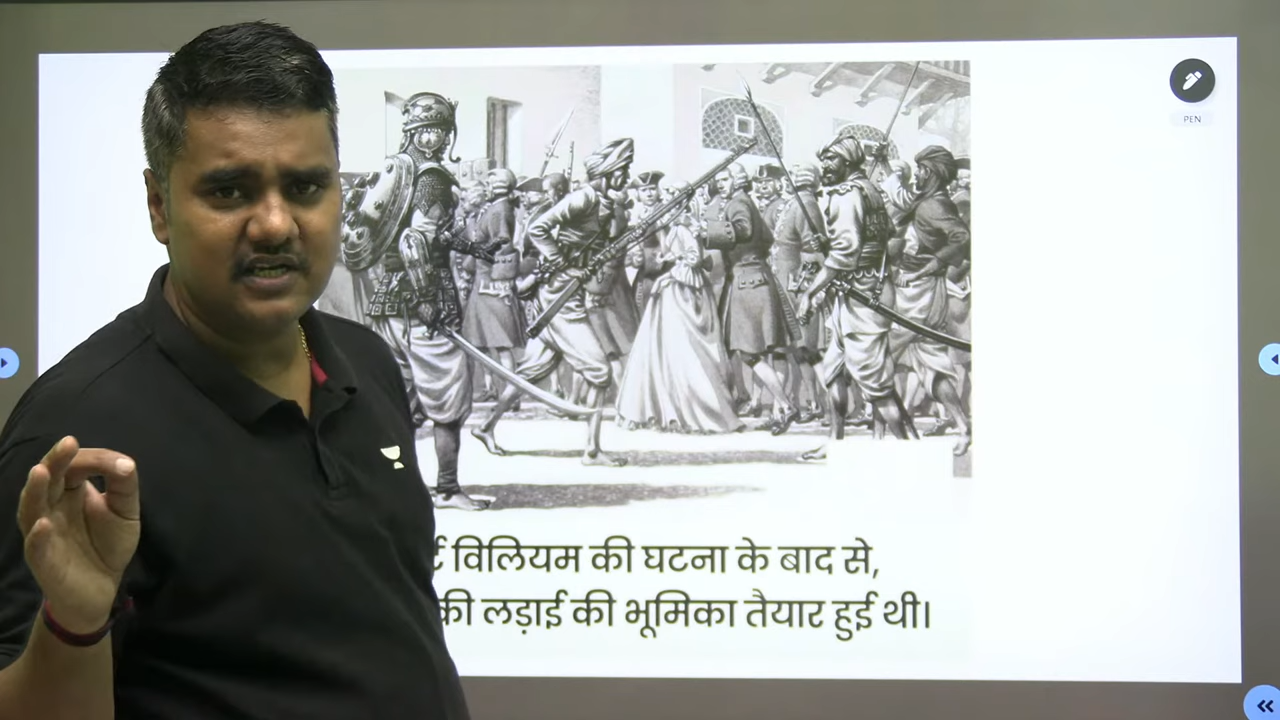 विलियम की घटना के बाद से,
की लड़ाई की भूमिका तैयार हुई थी।
PEN